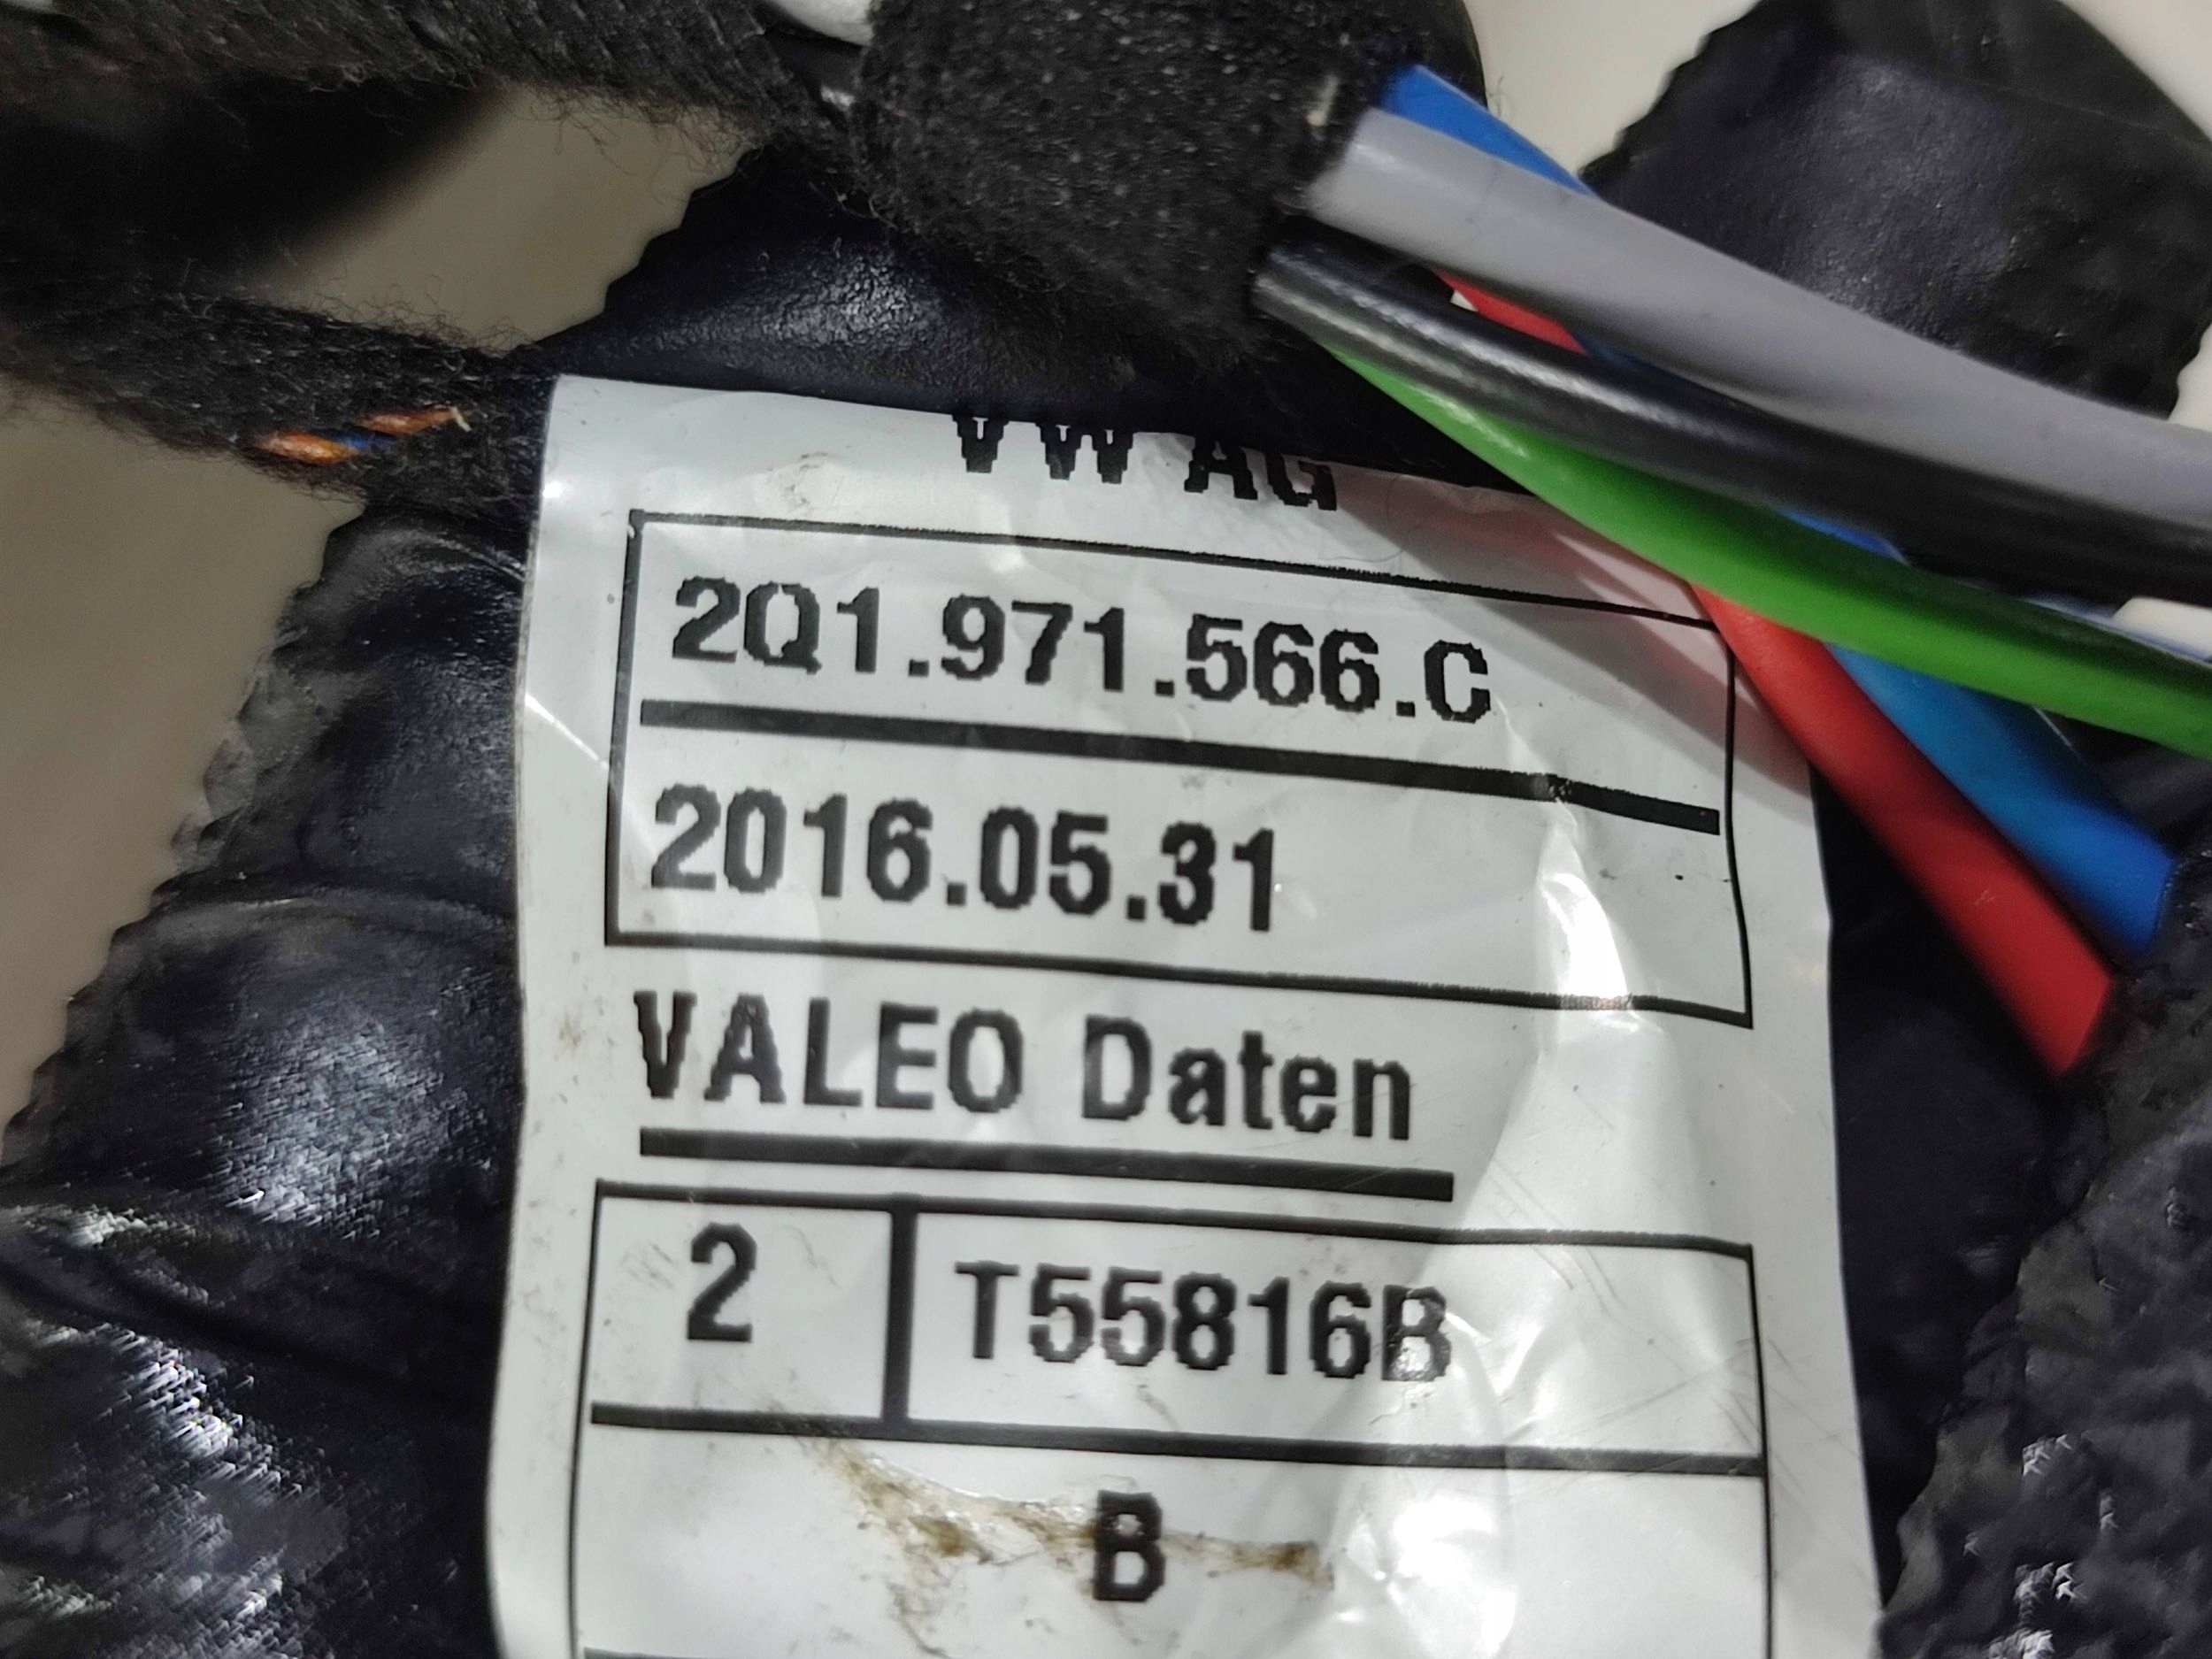 VW AG
2Q1.971.566.C
2016.05.31
VALEO Daten
2 T55816B
B